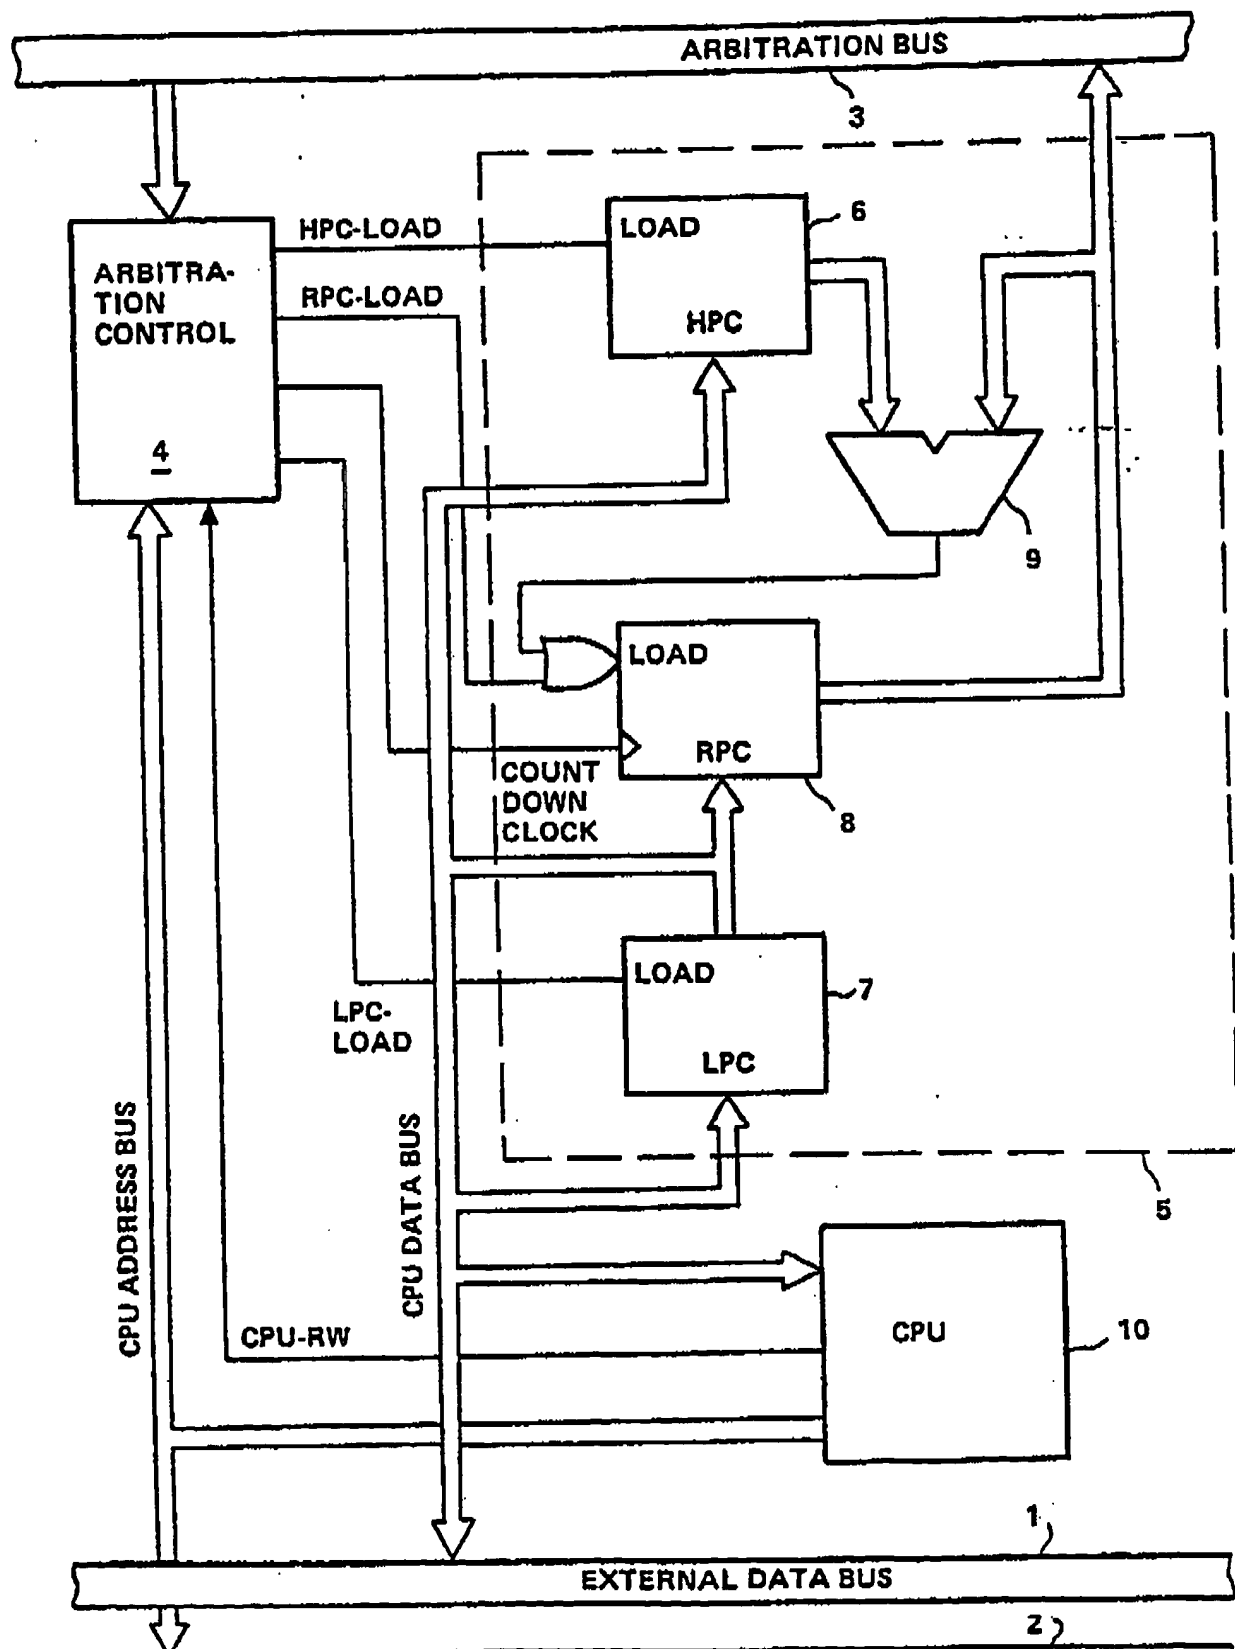 ARBITRATION BUS
3
HPC-LOAD
LOAD
6
ARBITRA-
TION
CONTROL
RPC-LOAD
HPC
4
9
LOAD
RPC
COUNT
DOWN
CLOCK
8
LOAD
7
LPC-
LOAD
LPC
CPU ADDRESS BUS
CPU DATA BUS
5
CPU-RW
CPU
10
1
EXTERNAL DATA BUS
2